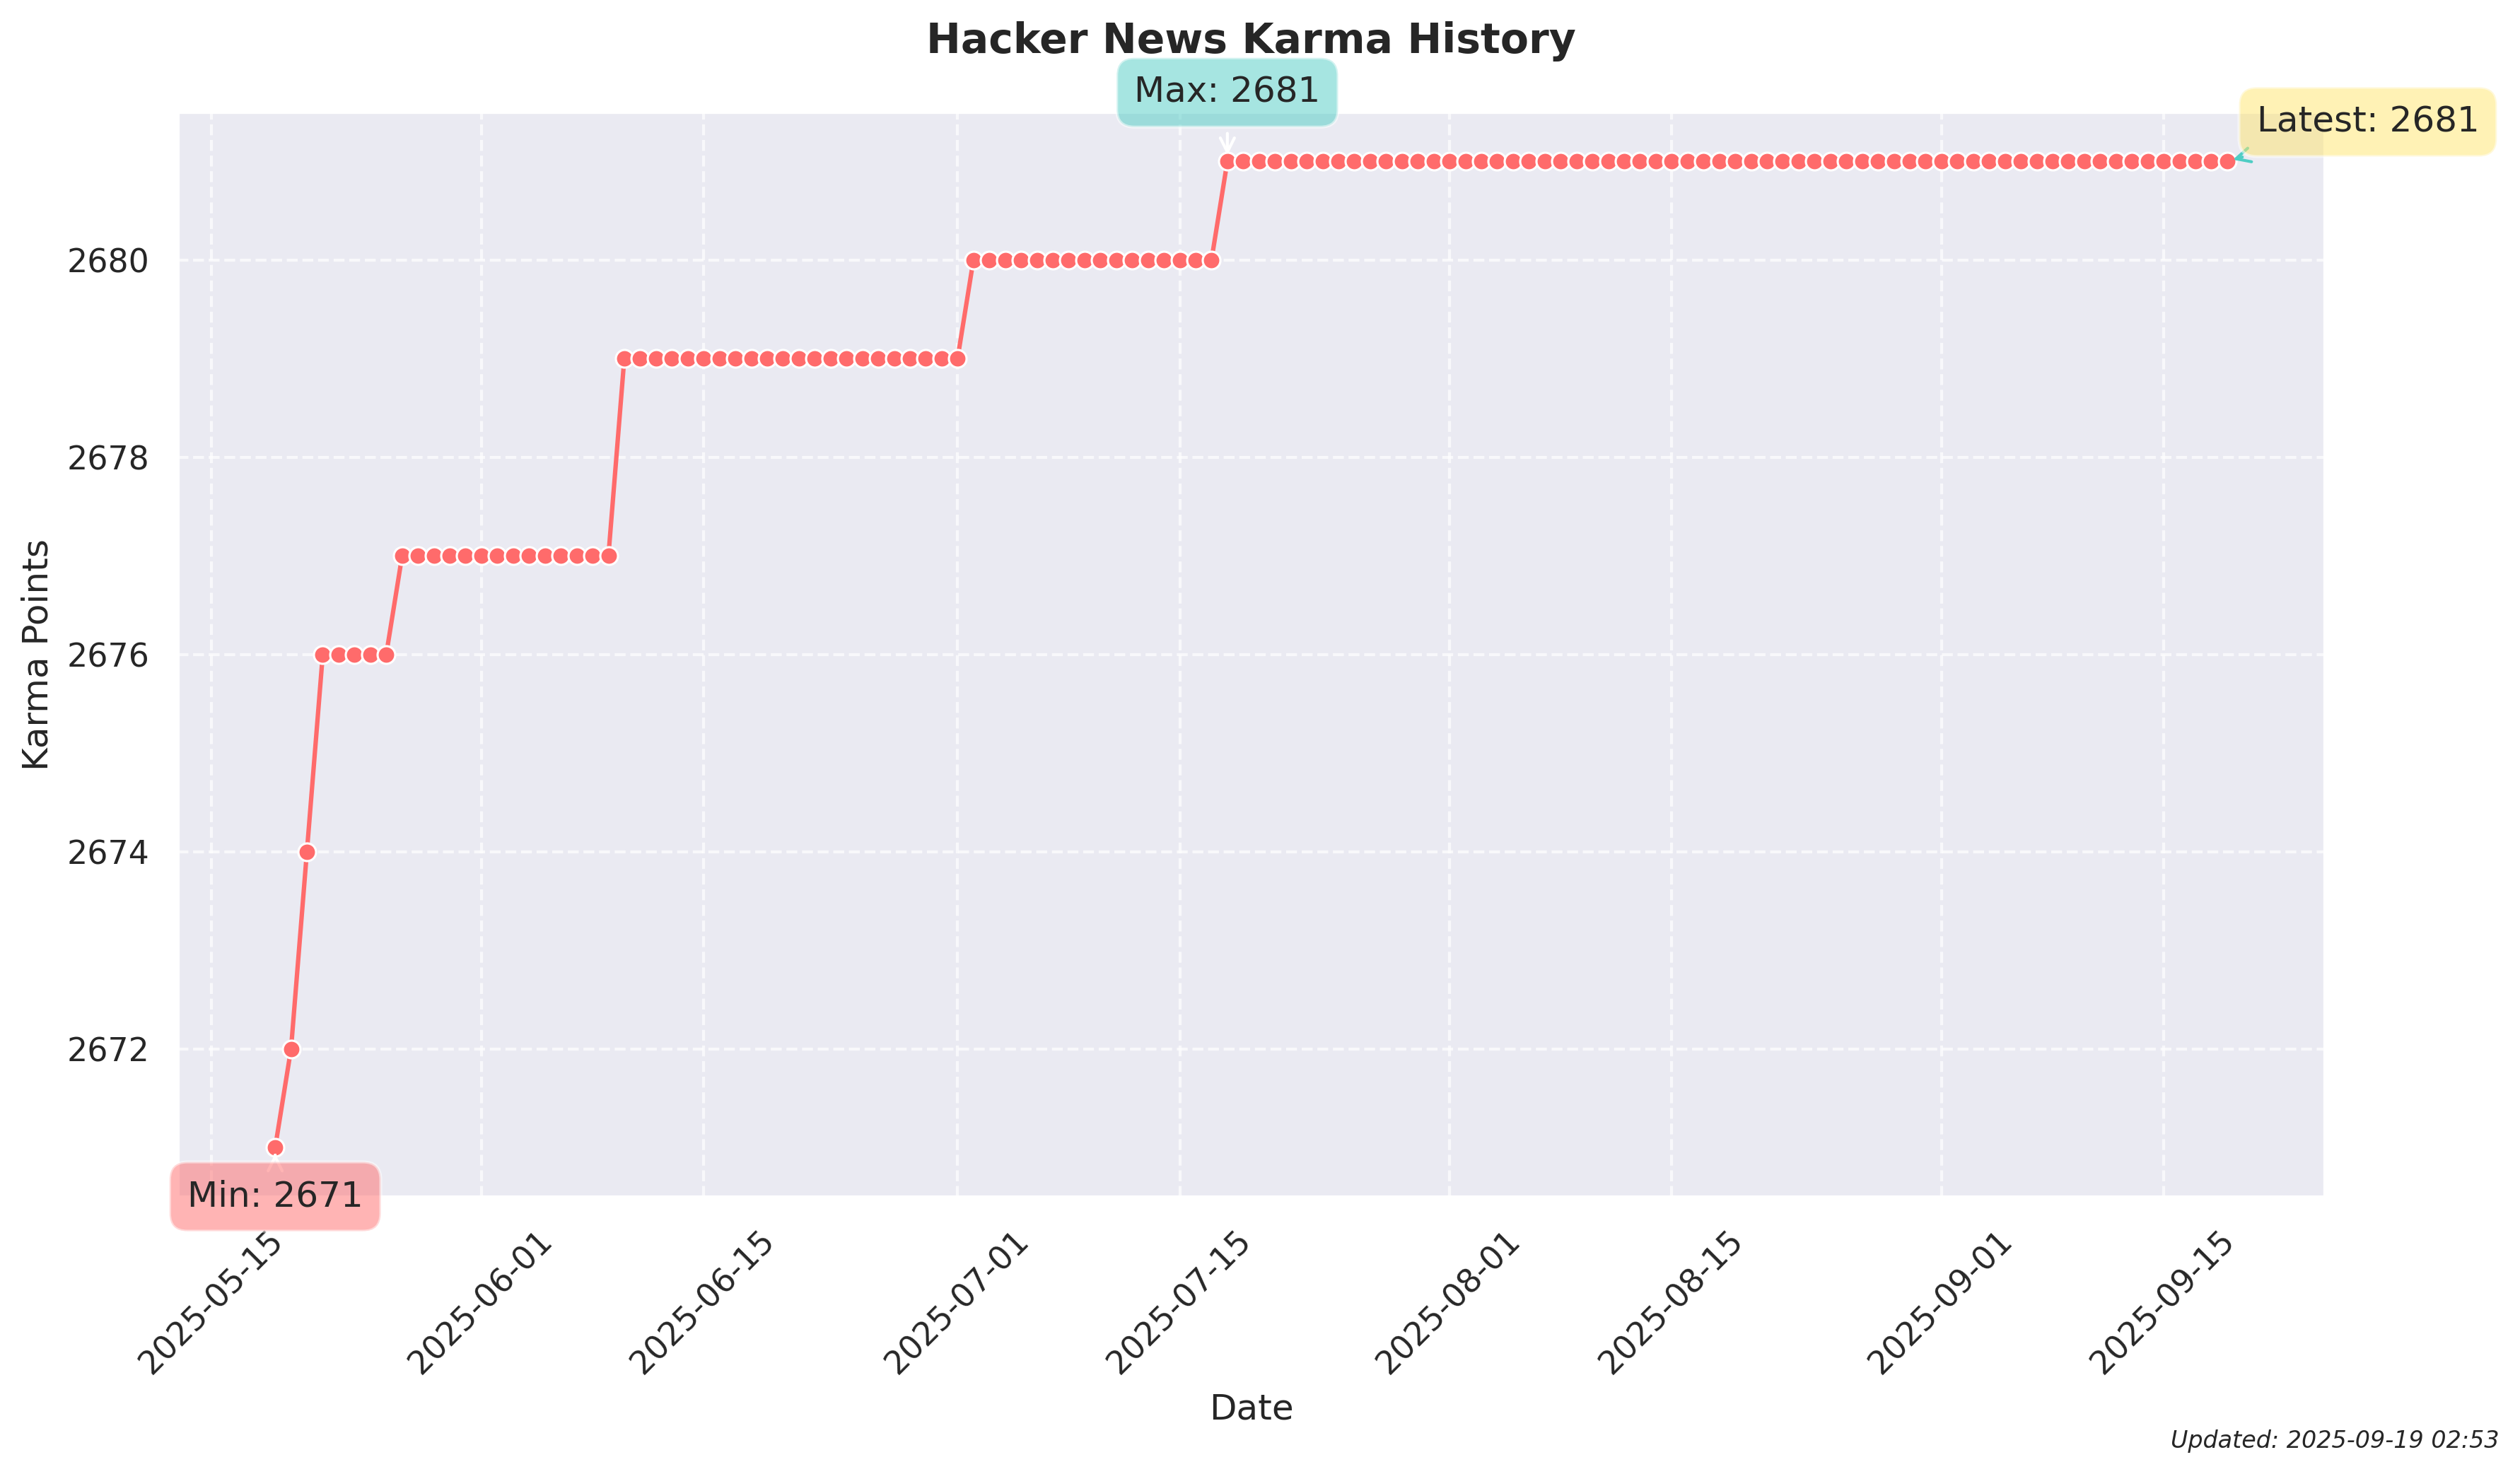 Hacker News Karma History
Max: 2681
Latest: 2681
2680
2678
2676
2674
2672
Karma Points
Min: 2671
2025-05-15
2025-06-01
2025-06-15
2025-07-01
2025-07-15
2025-08-01
2025-08-15
2025-09-01
2025-09-15
Date
Updated: 2025-09-19 02:53